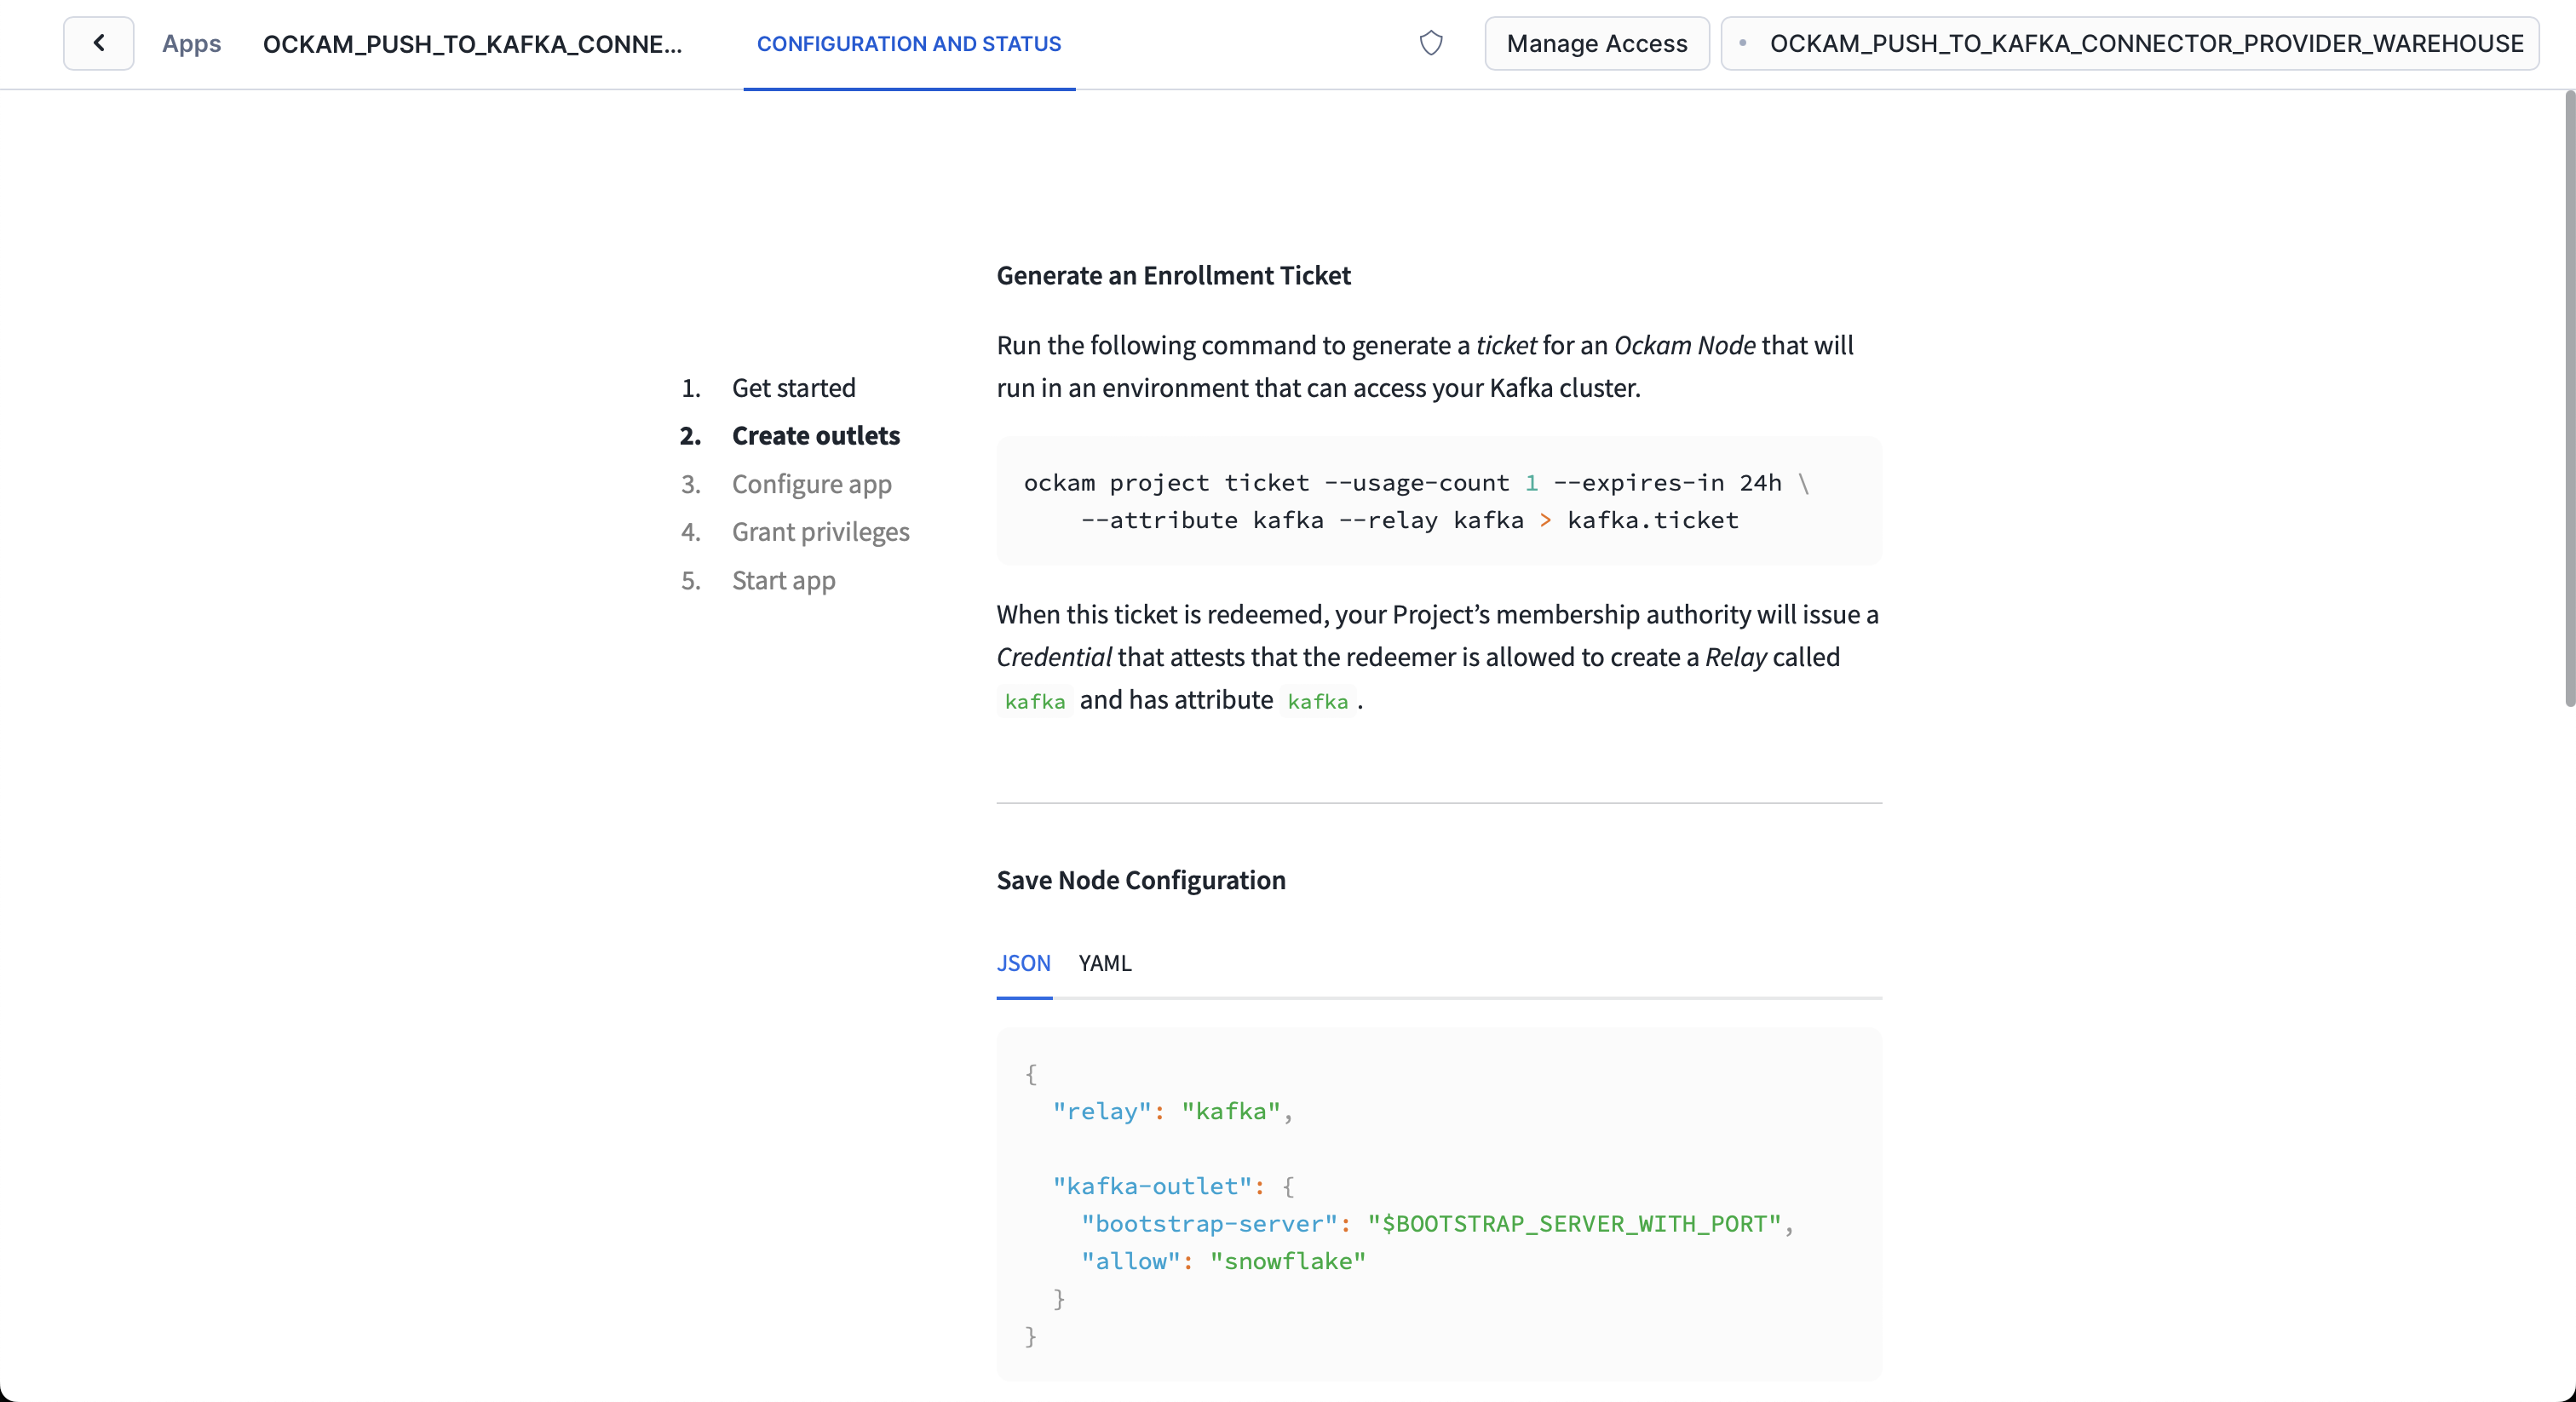 Apps
OCKAM_PUSH_TO_KAFKA_CONNE...
CONFIGURATION AND STATUS
Manage Access
OCKAM_PUSH_TO_KAFKA_CONNECTOR_PROVIDER_WAREHOUSE
1. Get started
2. Create outlets
3. Configure app
4. Grant privileges
5. Start app
Generate an Enrollment Ticket
Run the following command to generate a ticket for an Ockam Node that will
run in an environment that can access your Kafka cluster.
ockam project ticket --usage-count 1 --expires-in 24h \
    --attribute kafka --relay kafka > kafka.ticket
When this ticket is redeemed, your Project’s membership authority will issue a
Credential that attests that the redeemer is allowed to create a Relay called
kafka and has attribute kafka .
Save Node Configuration
JSON YAML
{
  "relay": "kafka",
  "kafka-outlet": {
    "bootstrap-server": "$BOOTSTRAP_SERVER_WITH_PORT",
    "allow": "snowflake"
  }
}